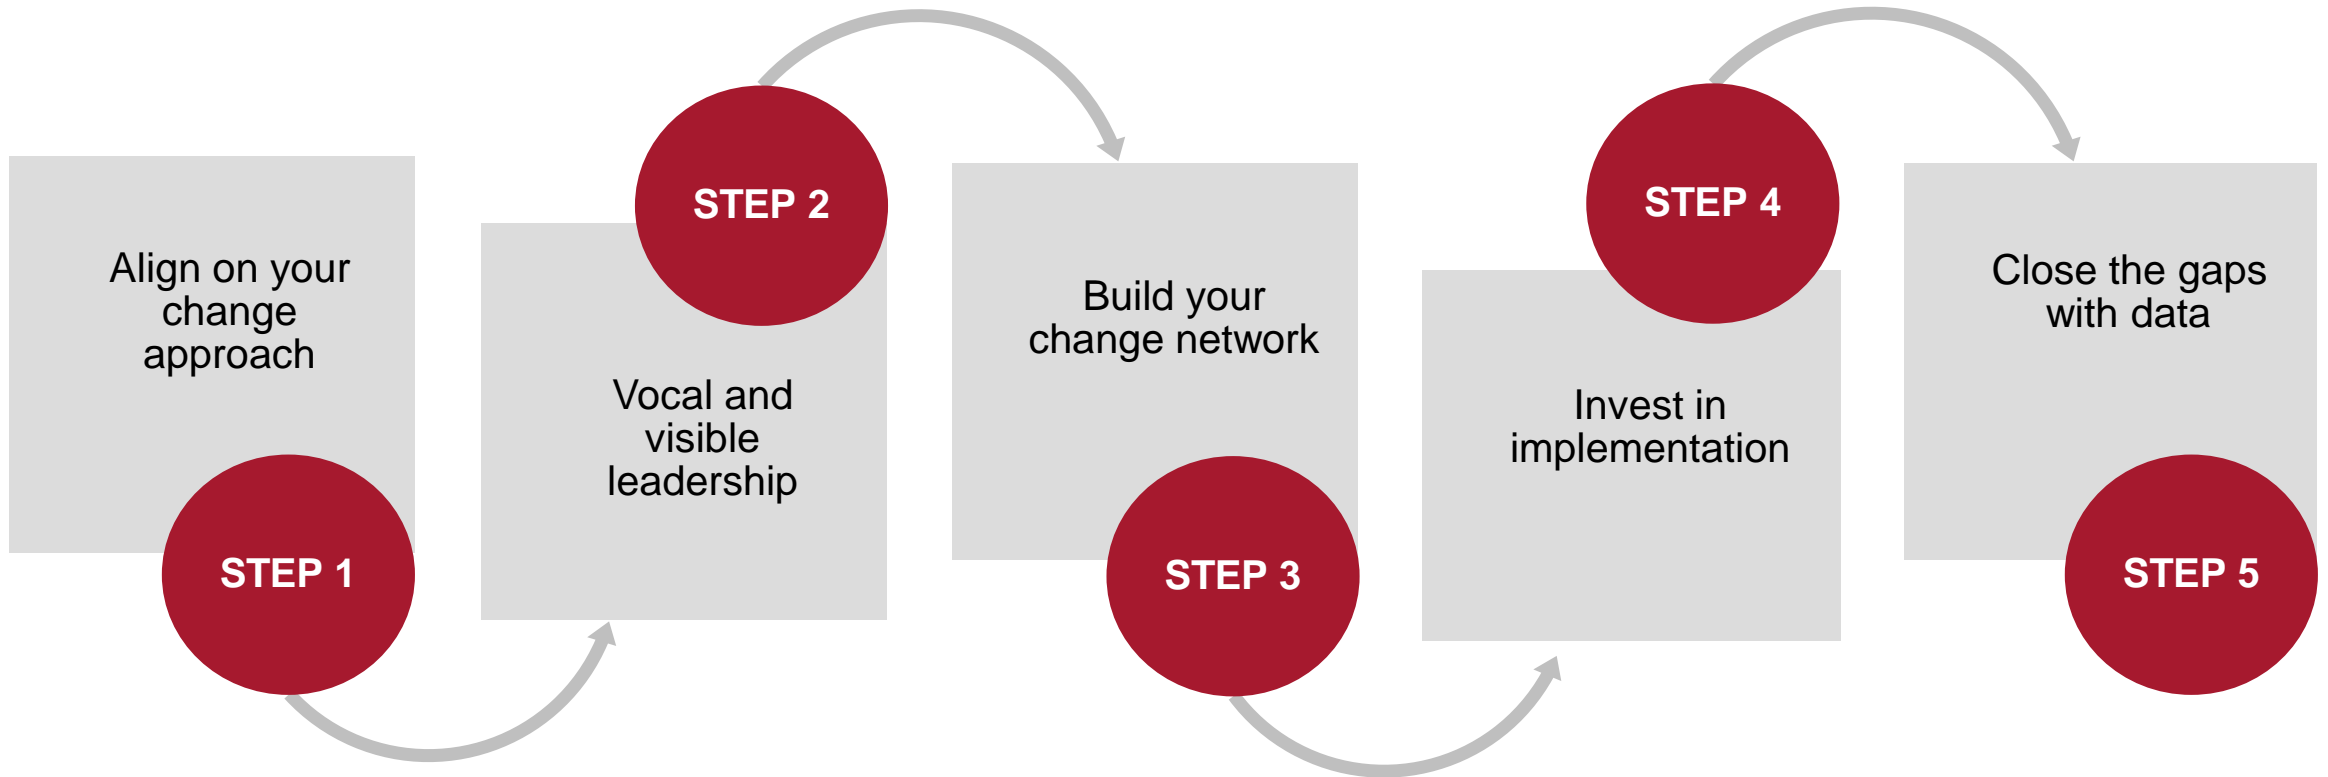 Align on your
change
approach
STEP 1
STEP 2
Vocal and
visible
leadership
Build your
change network
STEP 3
STEP 4
Invest in
implementation
Close the gaps
with data
STEP 5